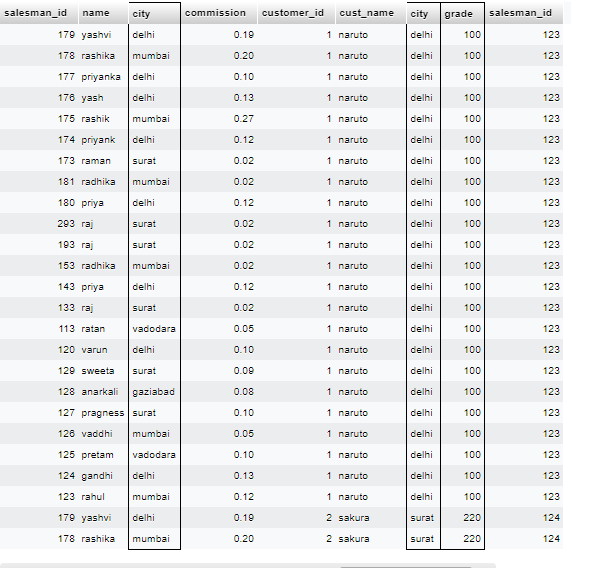 salesman_id name city commission customer_id cust_name city grade salesman_id
179 yashvi delhi 0.19 1 naruto delhi 100 123
178 rashika mumbai 0.20 1 naruto delhi 100 123
177 priyanka delhi 0.10 1 naruto delhi 100 123
176 yash delhi 0.13 1 naruto delhi 100 123
175 rashik mumbai 0.27 1 naruto delhi 100 123
174 priyank delhi 0.12 1 naruto delhi 100 123
173 raman surat 0.02 1 naruto delhi 100 123
181 radhika mumbai 0.02 1 naruto delhi 100 123
180 priya delhi 0.12 1 naruto delhi 100 123
293 raj surat 0.02 1 naruto delhi 100 123
193 raj surat 0.02 1 naruto delhi 100 123
153 radhika mumbai 0.02 1 naruto delhi 100 123
143 priya delhi 0.12 1 naruto delhi 100 123
133 raj surat 0.02 1 naruto delhi 100 123
113 ratan vadodara 0.05 1 naruto delhi 100 123
120 varun delhi 0.10 1 naruto delhi 100 123
129 sweeta surat 0.09 1 naruto delhi 100 123
128 anarkali gaziabad 0.08 1 naruto delhi 100 123
127 pragness surat 0.10 1 naruto delhi 100 123
126 vaddhi mumbai 0.05 1 naruto delhi 100 123
125 pretam vadodara 0.10 1 naruto delhi 100 123
124 gandhi delhi 0.13 1 naruto delhi 100 123
123 rahul mumbai 0.12 1 naruto delhi 100 123
179 yashvi delhi 0.19 2 sakura surat 220 124
178 rashika mumbai 0.20 2 sakura surat 220 124